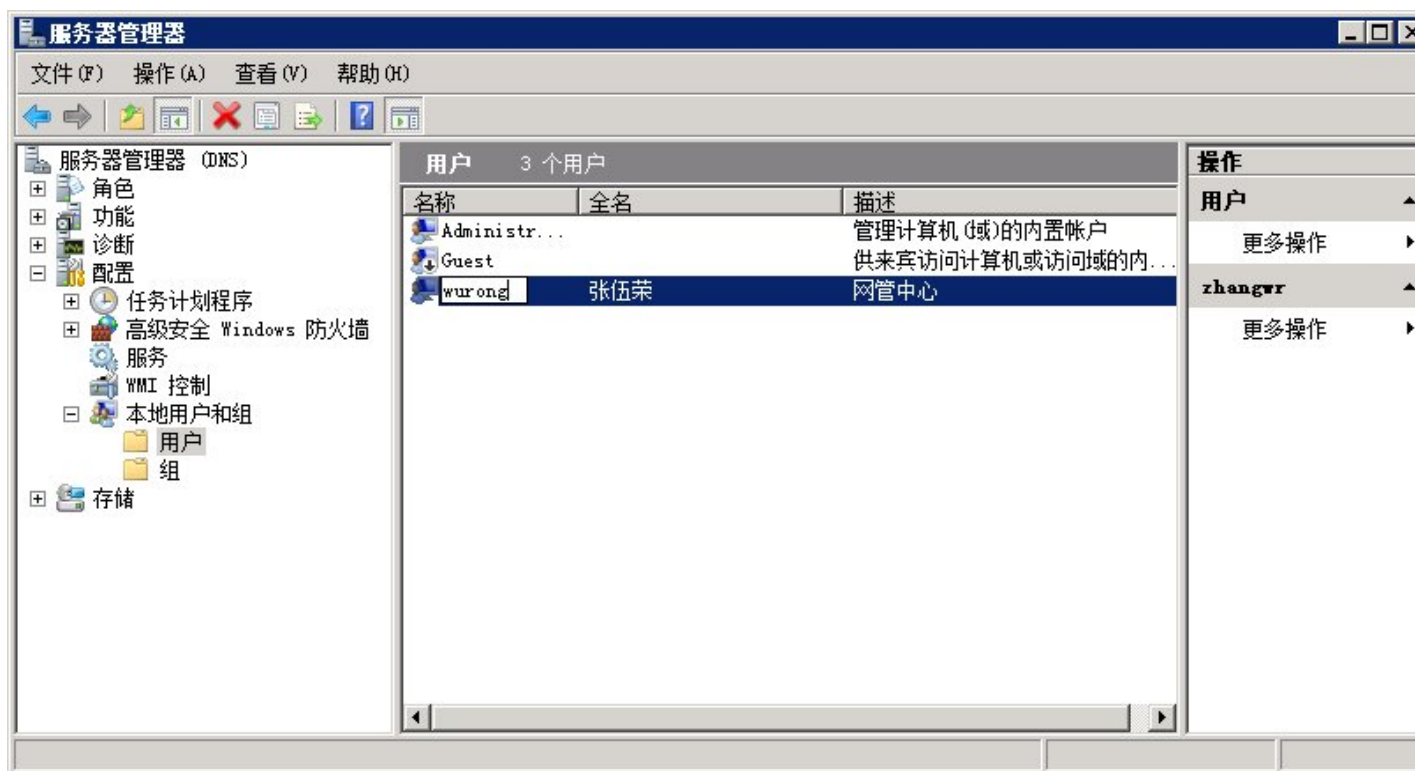 服务器管理器
文件(F) 操作(A) 查看(V) 帮助(H)
服务器管理器 (DNS)
角色
功能
诊断
配置
任务计划程序
高级安全 Windows 防火墙
服务
WMI 控制
本地用户和组
用户
组
存储
用户 3 个用户
名称 全名 描述
Administr... 管理计算机(域)的内置帐户
Guest 供来宾访问计算机或访问域的内...
wurong 张伍荣 网管中心
操作
用户
更多操作
zhangwr
更多操作